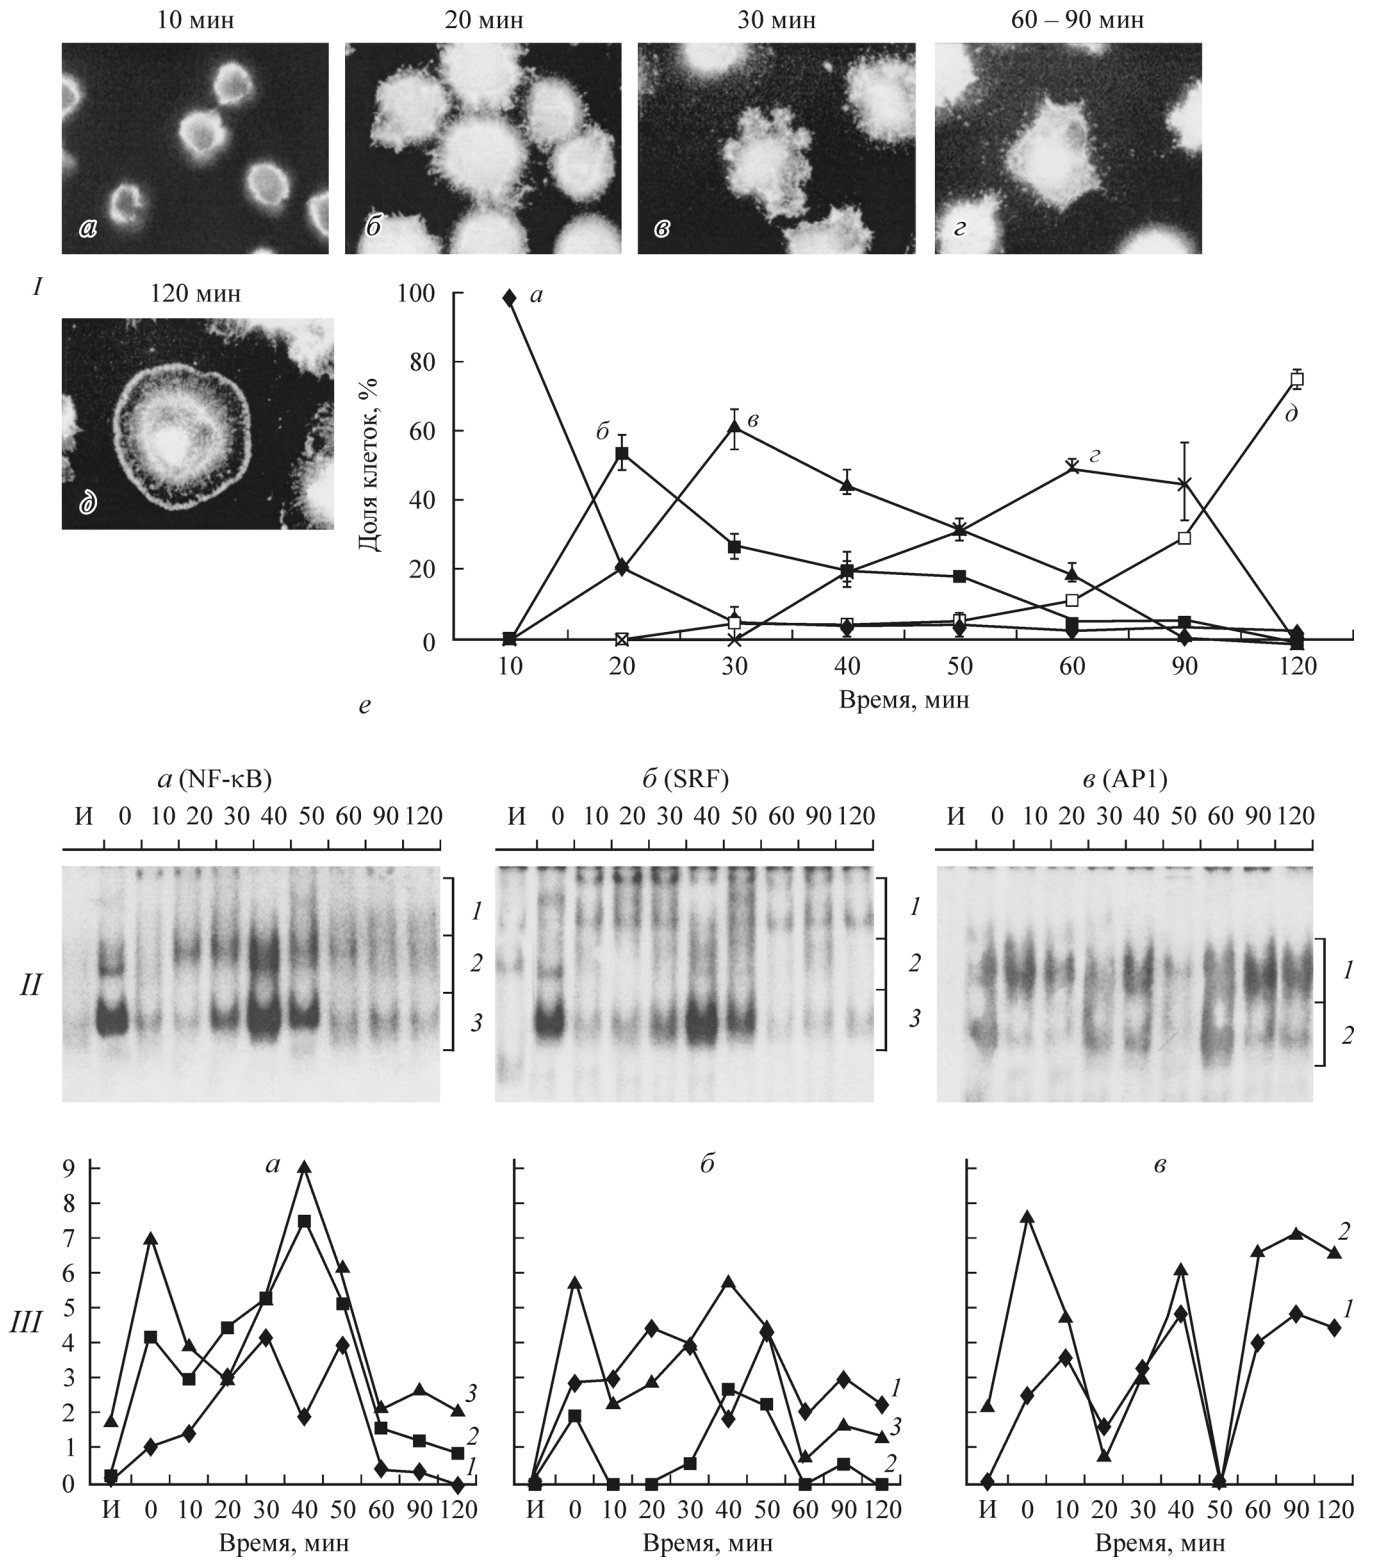 10 мин 20 мин 30 мин 60 – 90 мин
а б в г
I
120 мин
д
100
80
60
40
20
0
Доля клеток, %
а б в г д
10 20 30 40 50 60 90 120
Время, мин
е
а (NF-κB) б (SRF) в (AP1)
И 0 10 20 30 40 50 60 90 120 И 0 10 20 30 40 50 60 90 120 И 0 10 20 30 40 50 60 90 120
II
1 1 1
2 2
3 3 2
III
а б в
9
8
7
6
5
4
3
2
1
0
3 1 2
2 3 1
1 2
И 0 10 20 30 40 50 60 90 120 И 0 10 20 30 40 50 60 90 120 И 0 10 20 30 40 50 60 90 120
Время, мин Время, мин Время, мин